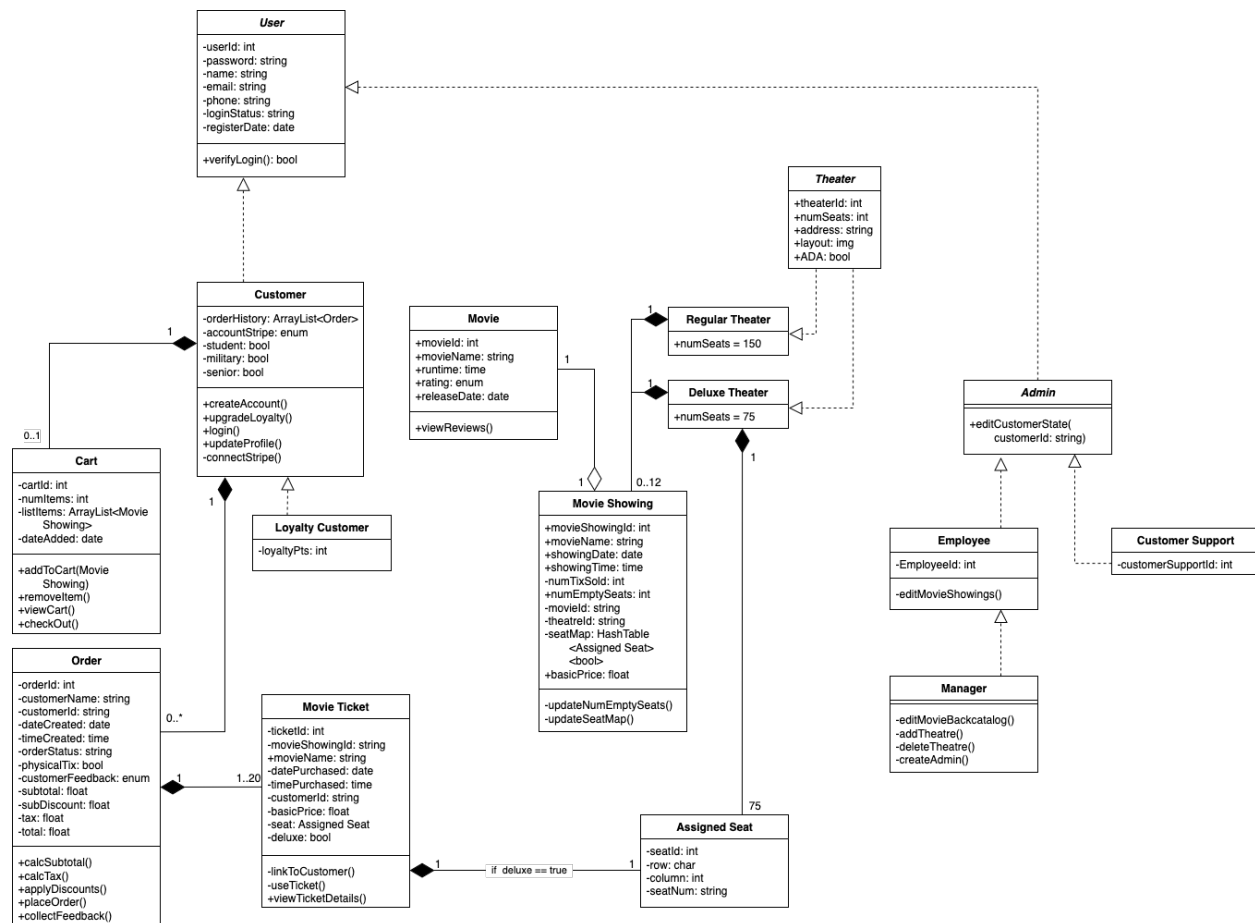 User
-userId: int
-password: string
-name: string
-email: string
-phone: string
-loginStatus: string
-registerDate: date
+verifyLogin(): bool
Theater
+theaterId: int
+numSeats: int
+address: string
+layout: img
+ADA: bool
Customer
-orderHistory: ArrayList<Order>
-accountStripe: enum
-student: bool
-military: bool
-senior: bool
+createAccount()
+upgradeLoyalty()
+login()
+updateProfile()
-connectStripe()
1
0..1
1
0..*
Movie
+movieId: int
+movieName: string
+runtime: time
+rating: enum
+releaseDate: date
+viewReviews()
1
1
Regular Theater
+numSeats = 150
1
Deluxe Theater
+numSeats = 75
1
1
0..12
75
Admin
+editCustomerState(
customerId: string)
Cart
-cartId: int
-numItems: int
-listItems: ArrayList<Movie
Showing>
-dateAdded: date
+addToCart(Movie
Showing)
+removeItem()
+viewCart()
+checkOut()
Loyalty Customer
-loyaltyPts: int
Movie Showing
+movieShowingId: int
+movieName: string
+showingDate: date
+showingTime: time
-numTixSold: int
+numEmptySeats: int
-movieId: string
-theatreId: string
-seatMap: HashTable
<Assigned Seat>
<bool>
+basicPrice: float
-updateNumEmptySeats()
-updateSeatMap()
Employee
-EmployeeId: int
-editMovieShowings()
Customer Support
-customerSupportId: int
Manager
-editMovieBackcatalog()
-addTheatre()
-deleteTheatre()
-createAdmin()
Order
-orderId: int
-customerName: string
-customerId: string
-dateCreated: date
-timeCreated: time
-orderStatus: string
-physicalTix: bool
-customerFeedback: enum
-subtotal: float
-subDiscount: float
-tax: float
-total: float
+calcSubtotal()
+calcTax()
+applyDiscounts()
+placeOrder()
+collectFeedback()
1
1..20
Movie Ticket
-ticketId: int
-movieShowingId: string
+movieName: string
-datePurchased: date
-timePurchased: time
-customerId: string
-basicPrice: float
-seat: Assigned Seat
-deluxe: bool
-linkToCustomer()
-useTicket()
+viewTicketDetails()
1
if deluxe == true
1
Assigned Seat
-seatId: int
-row: char
-column: int
-seatNum: string